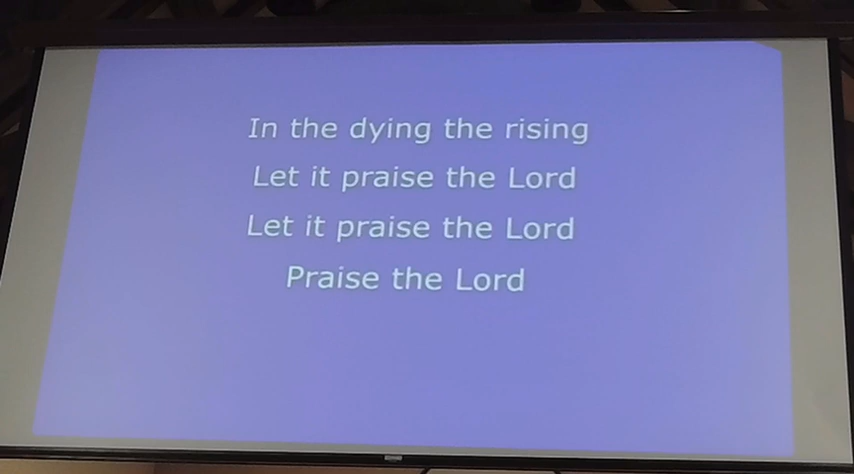 In the dying the rising
Let it praise the Lord
Let it praise the Lord
Praise the Lord